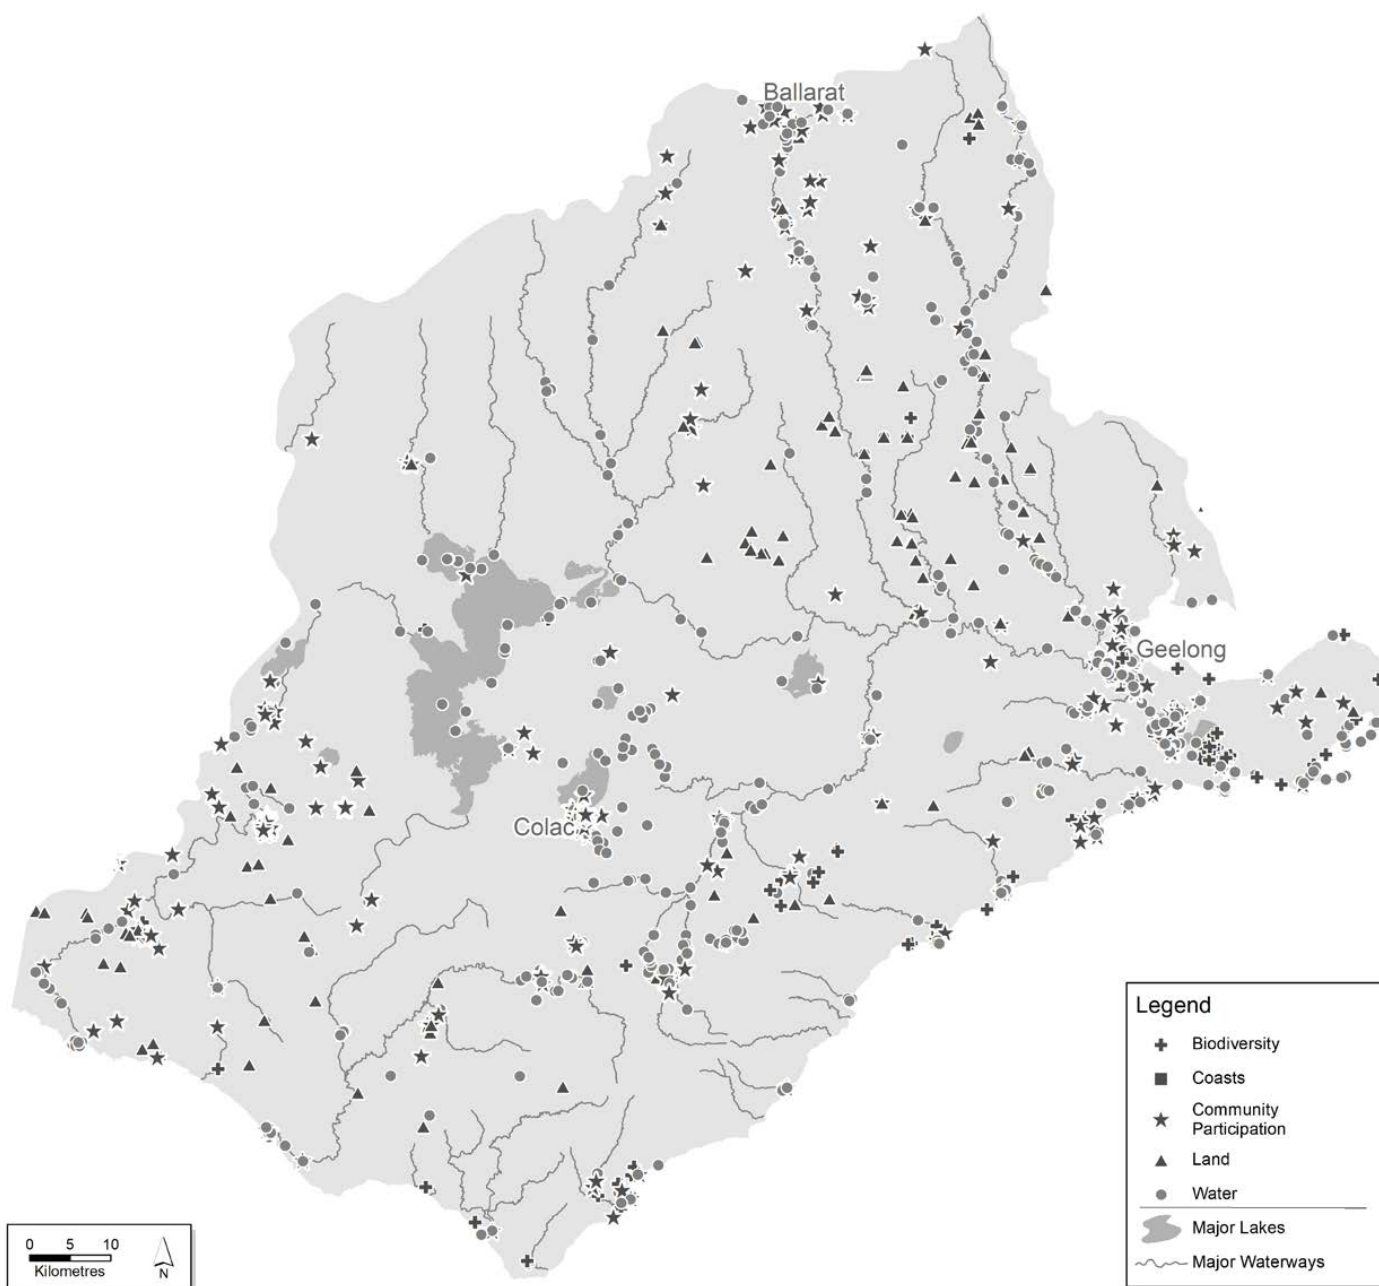 Ballarat
Geelong
Colac
Legend
Biodiversity
Coasts
Community
Participation
Land
Water
Major Lakes
Major Waterways
0 5 10
Kilometres
N